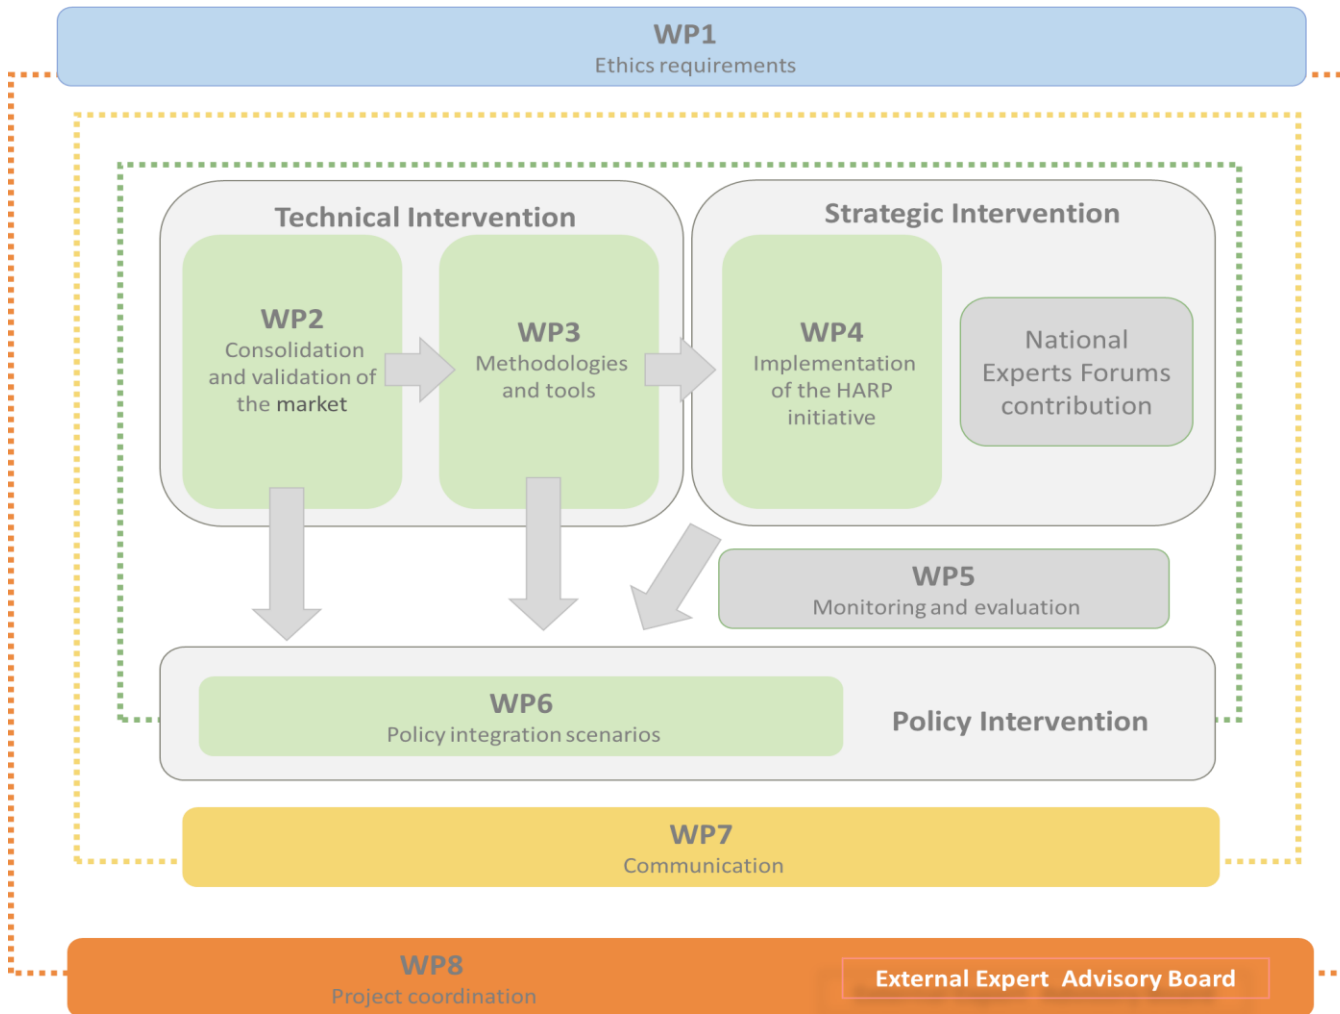 WP1
Ethics requirements
Technical Intervention
WP2
Consolidation
and validation of
the market
WP3
Methodologies
and tools
Strategic Intervention
WP4
Implementation
of the HARP
initiative
National
Experts Forums
contribution
WP5
Monitoring and evaluation
WP6
Policy integration scenarios
Policy Intervention
WP7
Communication
WP8
Project coordination
External Expert Advisory Board